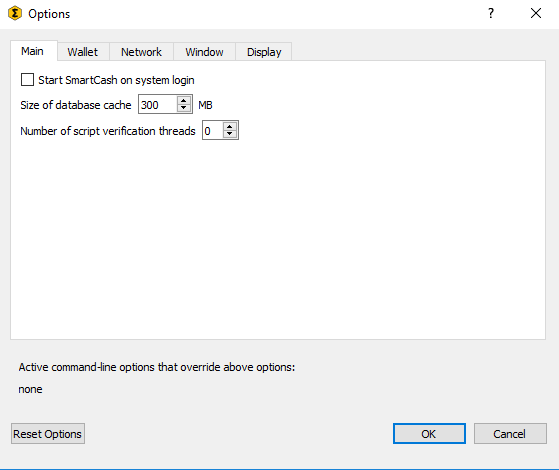 Options
Main Wallet Network Window Display
Start SmartCash on system login
Size of database cache 300 MB
Number of script verification threads 0
Active command-line options that override above options:
none
Reset Options OK Cancel